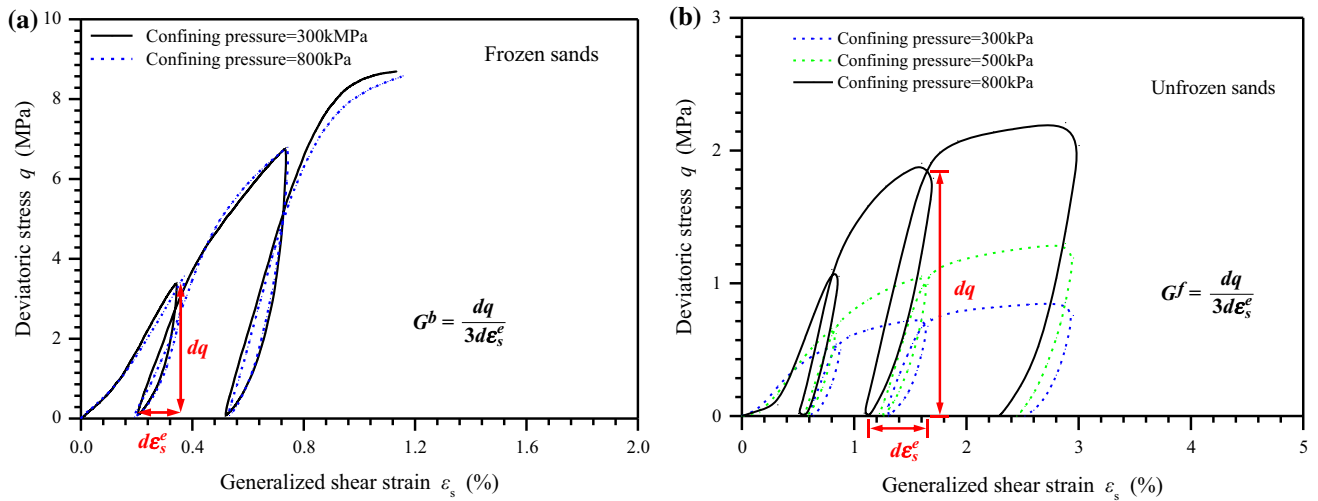 (a)
10
8
6
4
2
0
Deviatoric stress q (MPa)
Confining pressure=300kMPa
Confining pressure=800kPa
Frozen sands
G^b = dq / 3dε_s^e
dq
dε_s^e
0.0 0.4 0.8 1.2 1.6 2.0
Generalized shear strain ε_s (%)
(b)
3
2
1
0
Deviatoric stress q (MPa)
Confining pressure=300kPa
Confining pressure=500kPa
Confining pressure=800kPa
Unfrozen sands
G^f = dq / 3dε_s^e
dq
dε_s^e
0 1 2 3 4 5
Generalized shear strain ε_s (%)